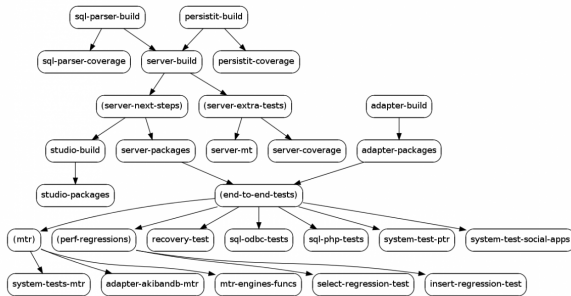 sql-parser-build
persistit-build
sql-parser-coverage
server-build
persistit-coverage
(server-next-steps)
(server-extra-tests)
adapter-build
studio-build
server-packages
server-mt
server-coverage
adapter-packages
studio-packages
(end-to-end-tests)
(mtr)
(perf-regressions)
recovery-test
sql-odbc-tests
sql-php-tests
system-test-ptr
system-test-social-apps
system-tests-mtr
adapter-akibandb-mtr
mtr-engines-funcs
select-regression-test
insert-regression-test